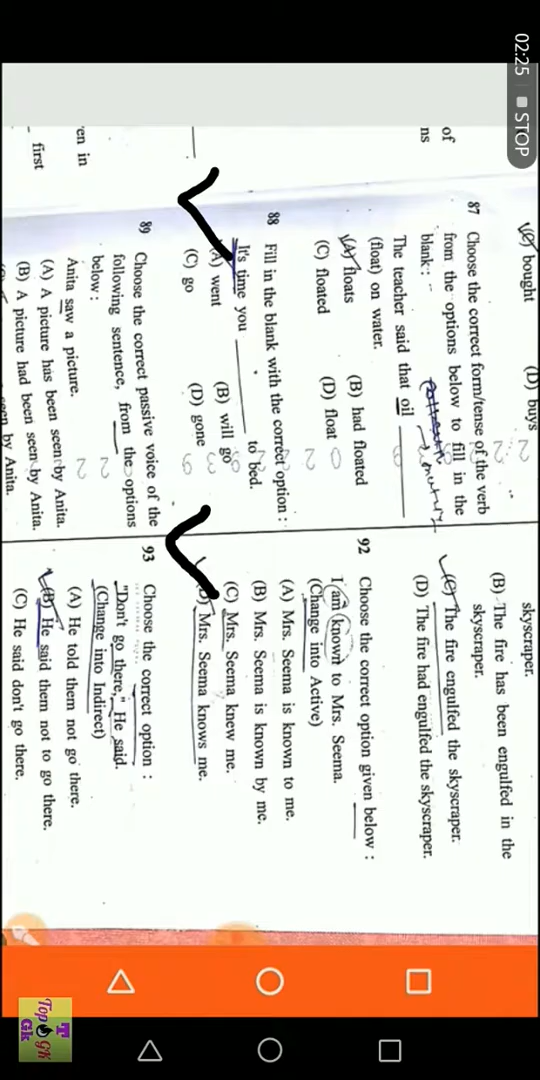 02:25 STOP
of
ns
en in
first
(C) bought (D) buys
87 Choose the correct form/tense of the verb
from the options below to fill in the
blank:
The teacher said that oil ______
(float) on water.
(A) floats (B) had floated
(C) floated (D) float
88 Fill in the blank with the correct option :
It's time you ______ to bed.
(A) went (B) will go
(C) go (D) gone
89 Choose the correct passive voice of the
following sentence, from the options
below :
Anita saw a picture.
(A) A picture has been seen by Anita.
(B) A picture had been seen by Anita.
seen by Anita.
skyscraper.
(B) The fire has been engulfed in the
skyscraper.
(C) The fire engulfed the skyscraper.
(D) The fire had engulfed the skyscraper.
92 Choose the correct option given below :
I am known to Mrs. Seema.
(Change into Active)
(A) Mrs. Seema is known to me.
(B) Mrs. Seema is known by me.
(C) Mrs. Seema knew me.
(D) Mrs. Seema knows me.
93 Choose the correct option :
"Don't go there," He said.
(Change into Indirect)
(A) He told them not go there.
(B) He said them not to go there.
(C) He said don't go there.
T
Top GK
Gk